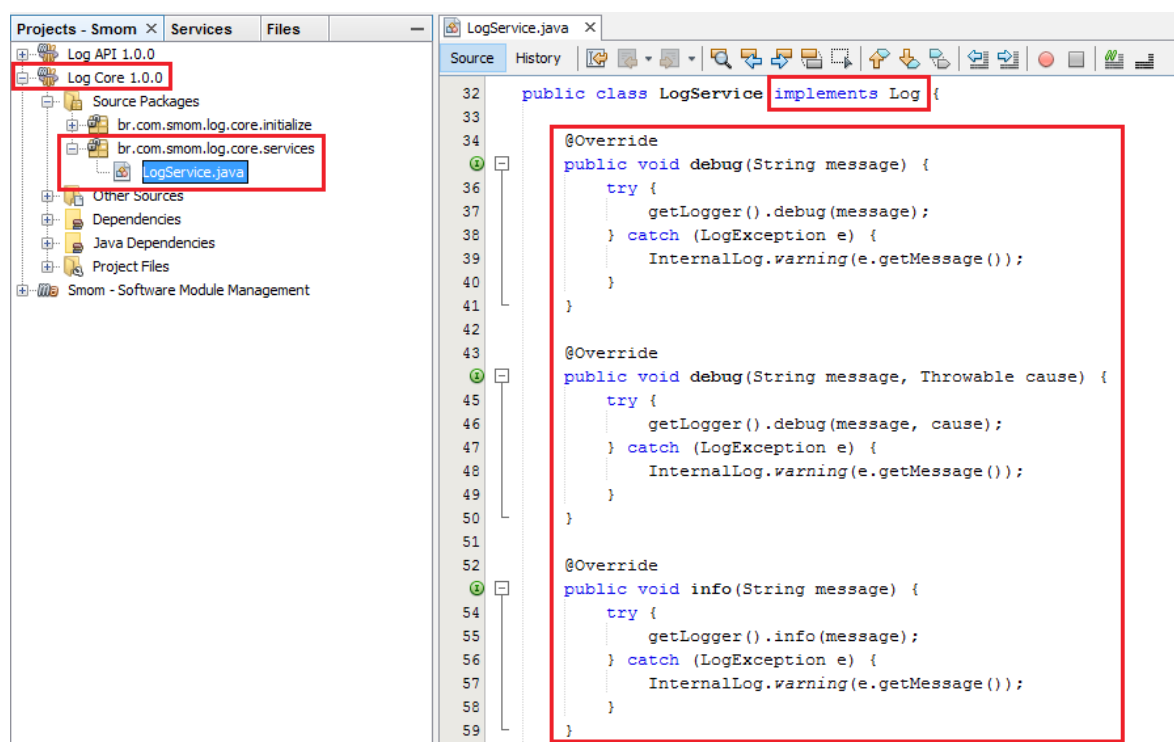 Projects - Smom × Services Files
Log API 1.0.0
Log Core 1.0.0
Source Packages
br.com.smom.log.core.initialize
br.com.smom.log.core.services
LogService.java
Other Sources
Dependencies
Java Dependencies
Project Files
Smom - Software Module Management
LogService.java ×
Source History
32 public class LogService implements Log {
33
34 @Override
public void debug(String message) {
36 try {
37 getLogger().debug(message);
38 } catch (LogException e) {
39 InternalLog.warning(e.getMessage());
40 }
41 }
42
43 @Override
public void debug(String message, Throwable cause) {
45 try {
46 getLogger().debug(message, cause);
47 } catch (LogException e) {
48 InternalLog.warning(e.getMessage());
49 }
50 }
51
52 @Override
public void info(String message) {
54 try {
55 getLogger().info(message);
56 } catch (LogException e) {
57 InternalLog.warning(e.getMessage());
58 }
59 }